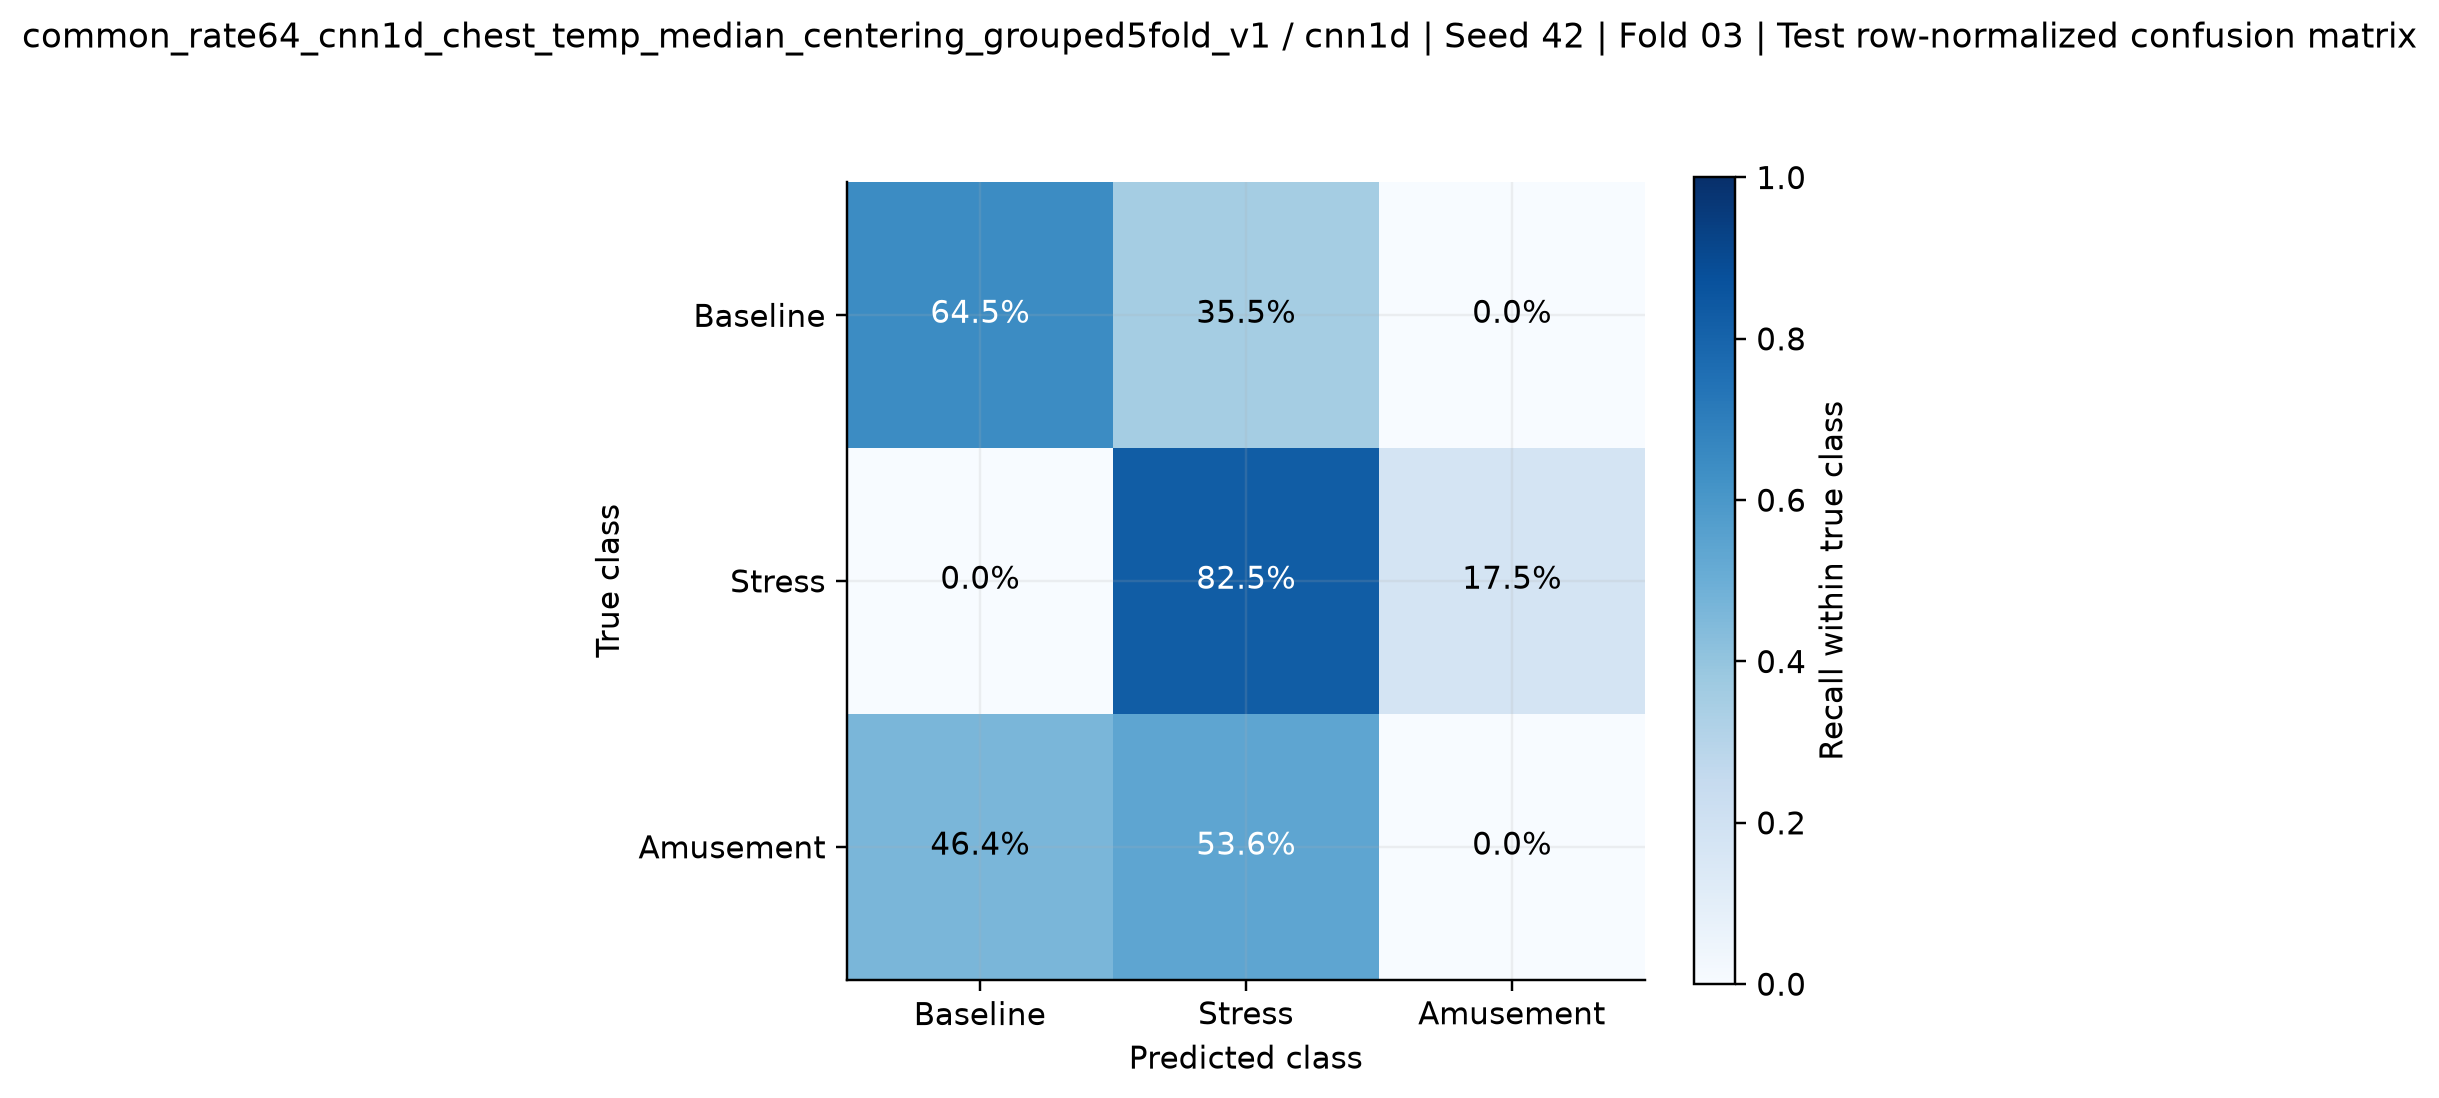 common_rate64_cnn1d_chest_temp_median_centering_grouped5fold_v1 / cnn1d | Seed 42 | Fold 03 | Test row-normalized confusion matrix
True class
Baseline
64.5%
35.5%
0.0%
Stress
0.0%
82.5%
17.5%
Amusement
46.4%
53.6%
0.0%
Baseline
Stress
Amusement
Predicted class
1.0
0.8
0.6
0.4
0.2
0.0
Recall within true class